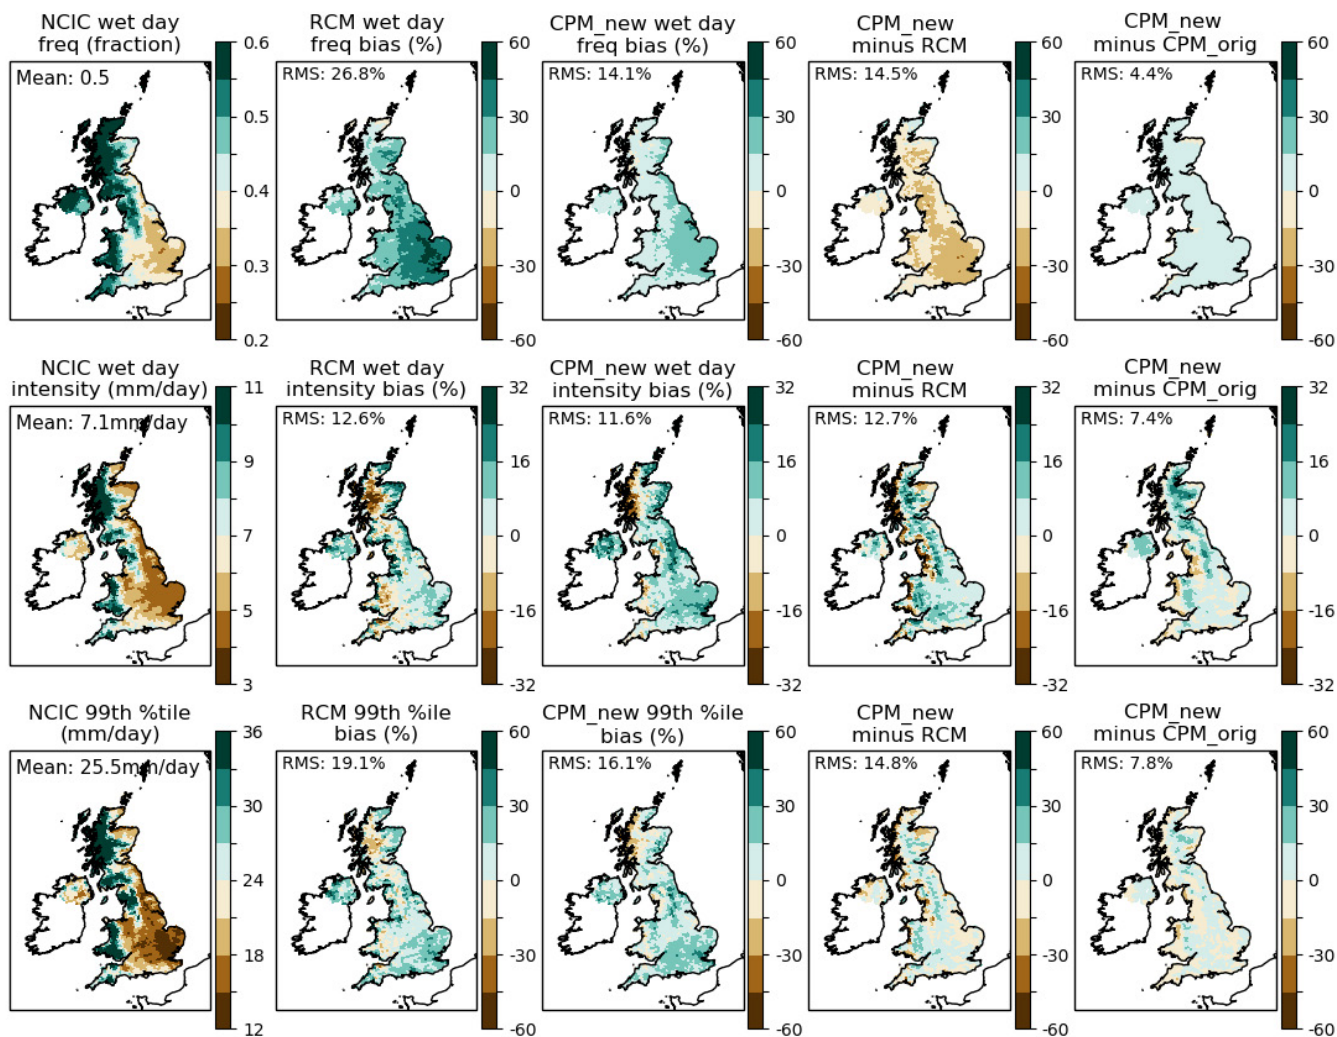 NCIC wet day
freq (fraction)
RCM wet day
freq bias (%)
CPM_new wet day
freq bias (%)
CPM_new
minus RCM
CPM_new
minus CPM_orig
Mean: 0.5
RMS: 26.8%
RMS: 14.1%
RMS: 14.5%
RMS: 4.4%
0.6
0.5
0.4
0.3
0.2
60
30
0
-30
-60
60
30
0
-30
-60
60
30
0
-30
-60
60
30
0
-30
-60
NCIC wet day
intensity (mm/day)
RCM wet day
intensity bias (%)
CPM_new wet day
intensity bias (%)
CPM_new
minus RCM
CPM_new
minus CPM_orig
Mean: 7.1mm/day
RMS: 12.6%
RMS: 11.6%
RMS: 12.7%
RMS: 7.4%
11
9
7
5
3
32
16
0
-16
-32
32
16
0
-16
-32
32
16
0
-16
-32
32
16
0
-16
-32
NCIC 99th %tile
(mm/day)
RCM 99th %ile
bias (%)
CPM_new 99th %ile
bias (%)
CPM_new
minus RCM
CPM_new
minus CPM_orig
Mean: 25.5mm/day
RMS: 19.1%
RMS: 16.1%
RMS: 14.8%
RMS: 7.8%
36
30
24
18
12
60
30
0
-30
-60
60
30
0
-30
-60
60
30
0
-30
-60
60
30
0
-30
-60